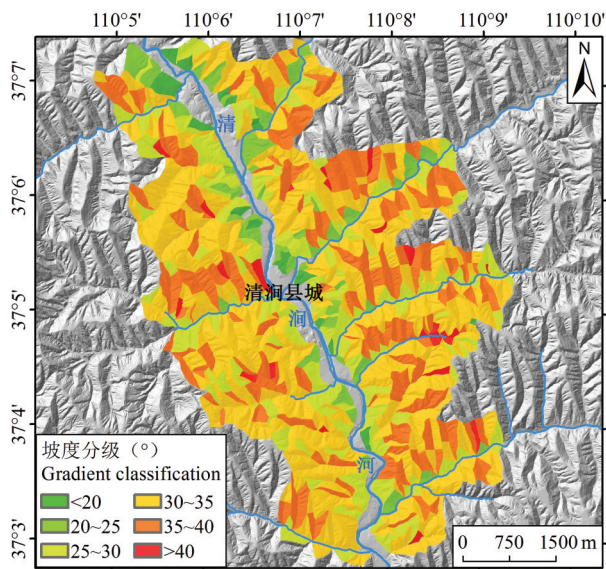 110°5′ 110°6′ 110°7′ 110°8′ 110°9′ 110°10′
37°7′
37°6′
37°5′
37°4′
37°3′
N
清
清涧县城
涧
河
坡度分级（°）
Gradient classification
<20 30~35
20~25 35~40
25~30 >40
0 750 1500 m